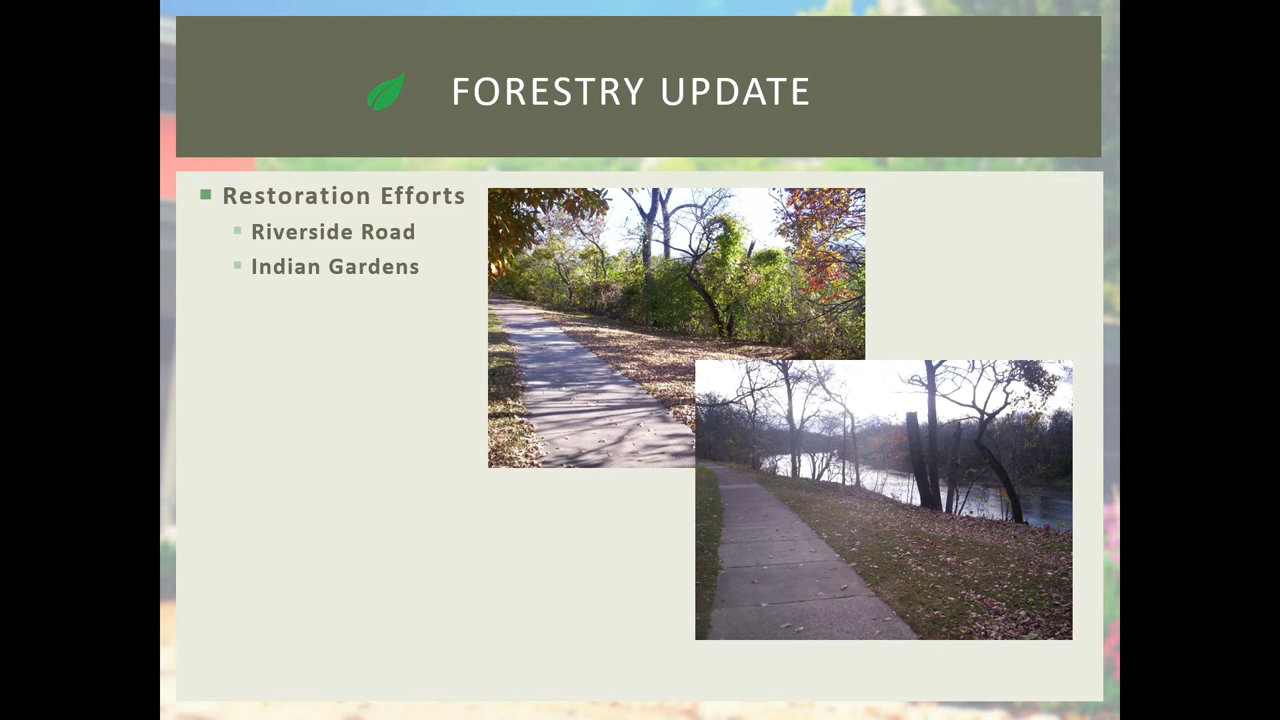 FORESTRY UPDATE
Restoration Efforts
Riverside Road
Indian Gardens